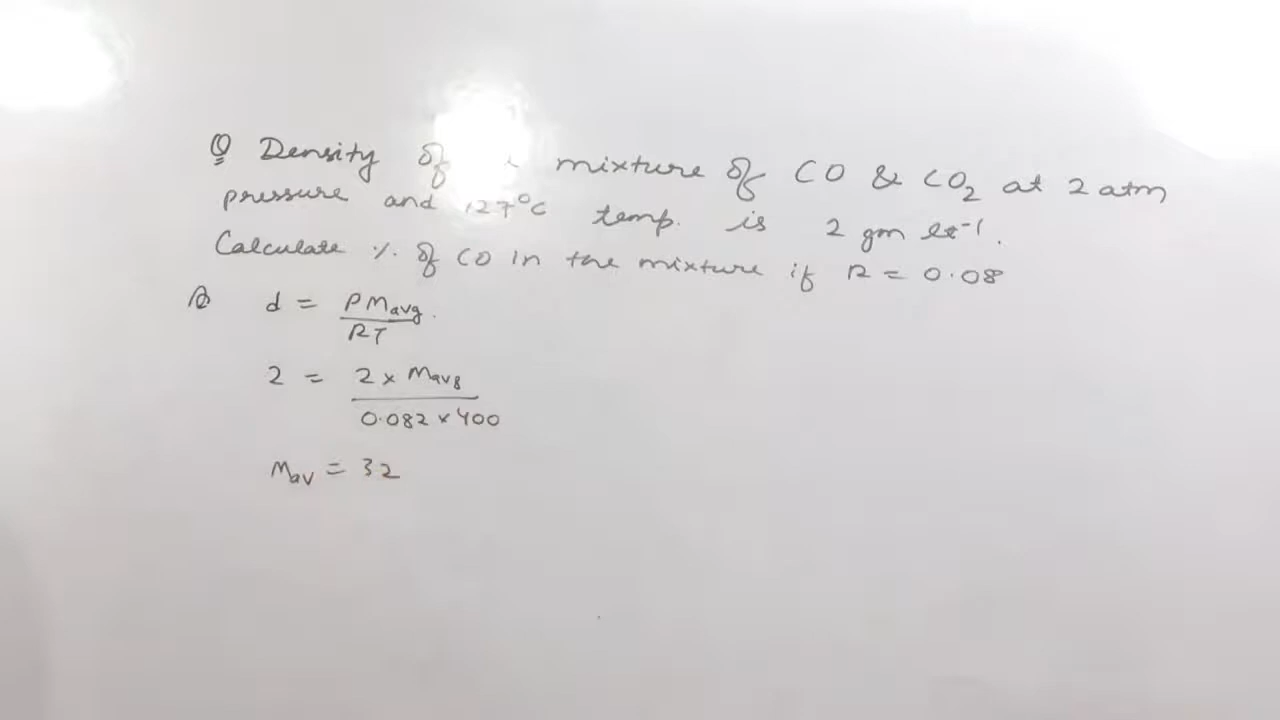 Q Density of mixture of CO & CO2 at 2 atm
pressure and 127°C temp. is 2 gm lt-1.
Calculate %. of CO in the mixture if R = 0.08
d = PMavg.
RT
2 = 2 x Mavg
0.082 x 400
Mav = 32